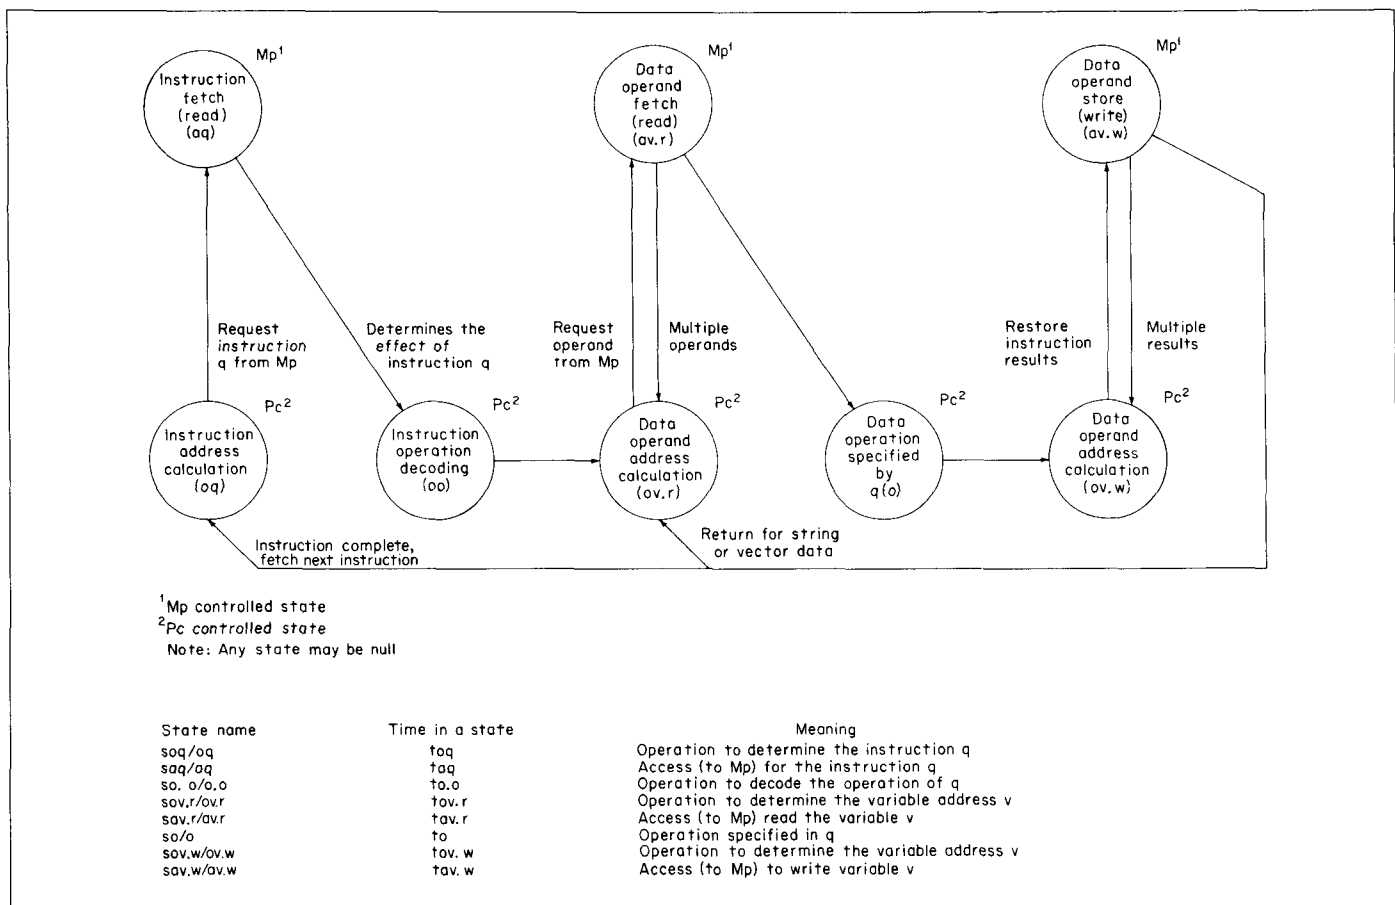 Mp¹
Instruction
fetch
(read)
(aq)
Mp¹
Data
operand
fetch
(read)
(av.r)
Mp¹
Data
operand
store
(write)
(av.w)
Request
instruction
q from Mp
Determines the
effect of
instruction q
Request
operand
from Mp
Multiple
operands
Restore
instruction
results
Multiple
results
Pc²
Instruction
address
calculation
(oq)
Pc²
Instruction
operation
decoding
(oo)
Pc²
Data
operand
address
calculation
(ov.r)
Pc²
Data
operation
specified
by
q(o)
Pc²
Data
operand
address
calculation
(ov.w)
Instruction complete,
fetch next instruction
Return for string
or vector data
¹Mp controlled state
²Pc controlled state
Note: Any state may be null
State name Time in a state Meaning
soq/oq toq Operation to determine the instruction q
saq/aq taq Access (to Mp) for the instruction q
so. o/o.o to.o Operation to decode the operation of q
sov.r/ov.r tov. r Operation to determine the variable address v
sav.r/av.r tav. r Access (to Mp) read the variable v
so/o to Operation specified in q
sov.w/ov.w tov. w Operation to determine the variable address v
sav.w/av.w tav. w Access (to Mp) to write variable v